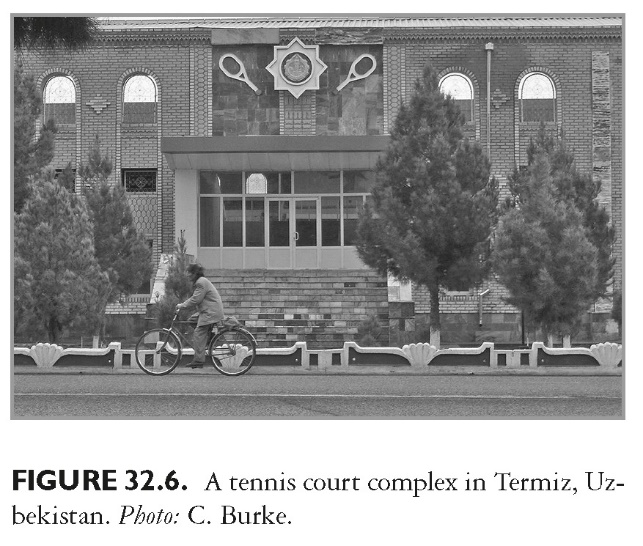 FIGURE 32.6. A tennis court complex in Termiz, Uz-
bekistan. Photo: C. Burke.